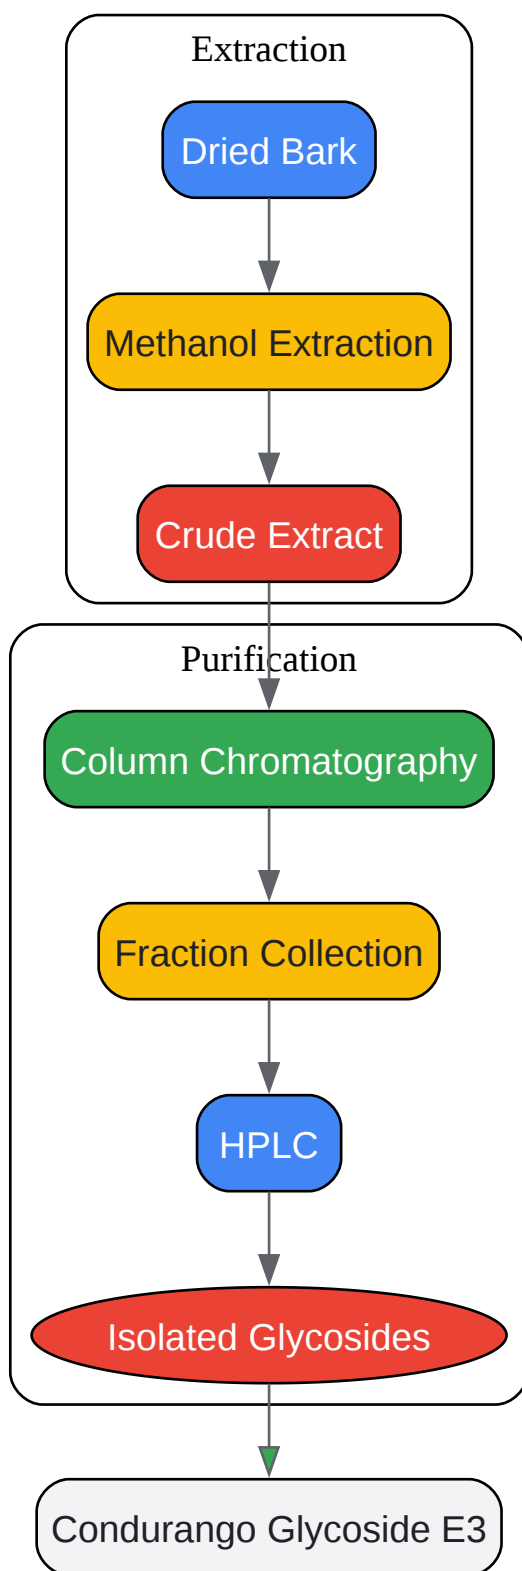 Extraction
Dried Bark
Methanol Extraction
Crude Extract
Purification
Column Chromatography
Fraction Collection
HPLC
Isolated Glycosides
Condurango Glycoside E3